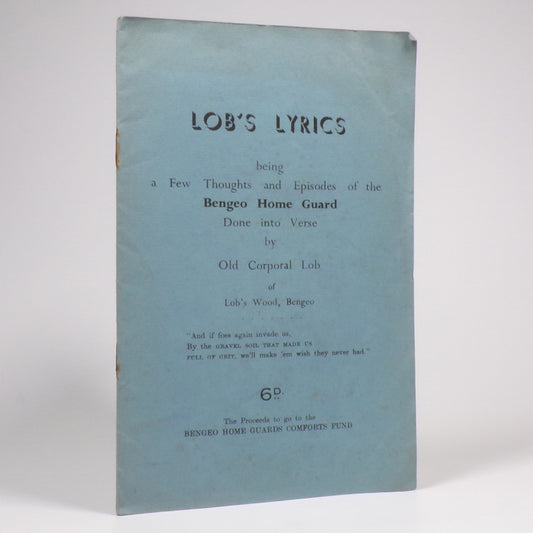 LOB'S LYRICS
being
a Few Thoughts and Episodes of the
Bengeo Home Guard
Done into Verse
by
Old Corporal Lob
of
Lob's Wood, Bengeo
"And if foes again invade us,
By the GRAVEL SOIL THAT MADE US
FULL OF GRIT, we'll make 'em wish they never had."
6D.
The Proceeds to go to the
BENGEO HOME GUARDS COMFORTS FUND